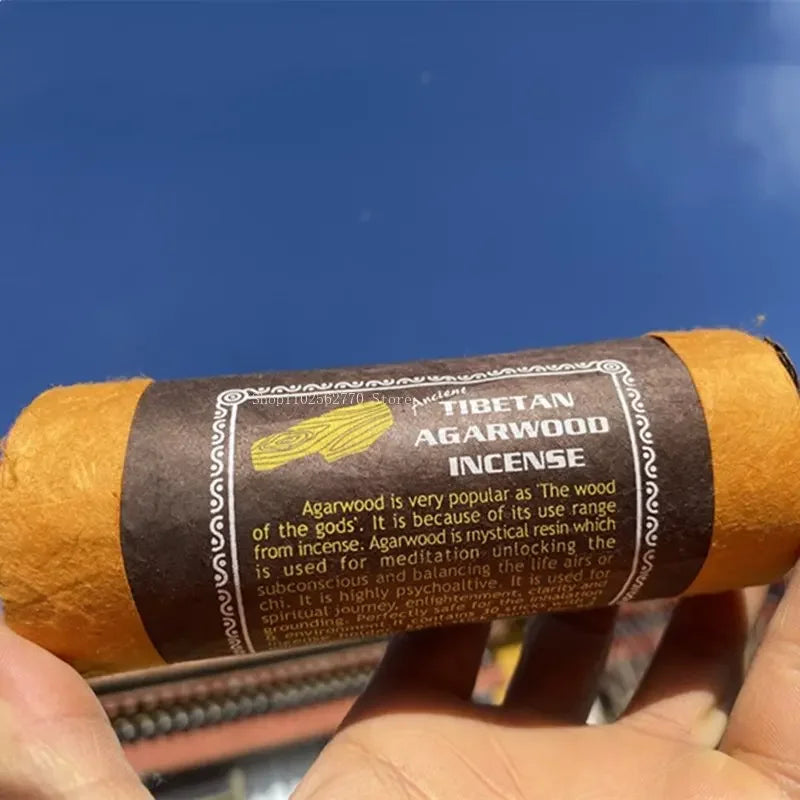 Shop1102562770 Store
Ancient
TIBETAN
AGARWOOD
INCENSE
Agarwood is very popular as 'The wood
of the gods'. It is because of its use range
from incense. Agarwood is mystical resin which
is used for meditation unlocking the
subconscious and balancing the life airs or
chi. It is highly psychoaltive. It is used for
spiritual journey, enlightenment, clarity and
grounding. Perfectly safe for inhalation